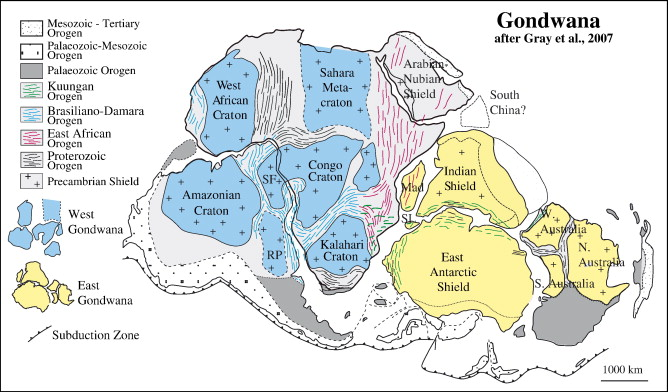 Gondwana
after Gray et al., 2007
Mesozoic - Tertiary
Orogen
Palaeozoic-Mesozoic
Orogen
Palaeozoic Orogen
Kuungan
Orogen
Brasiliano-Damara
Orogen
East African
Orogen
Proterozoic
Orogen
Precambrian Shield
West
Gondwana
East
Gondwana
Subduction Zone
West
African
Craton
Sahara
Meta-
craton
Arabian
Nubian
Shield
South
China?
Amazonian
Craton
SF
Congo
Craton
RP
Kalahari
Craton
Mad
SL
Indian
Shield
East
Antarctic
Shield
W.
Australia
N.
Australia
S. Australia
1000 km